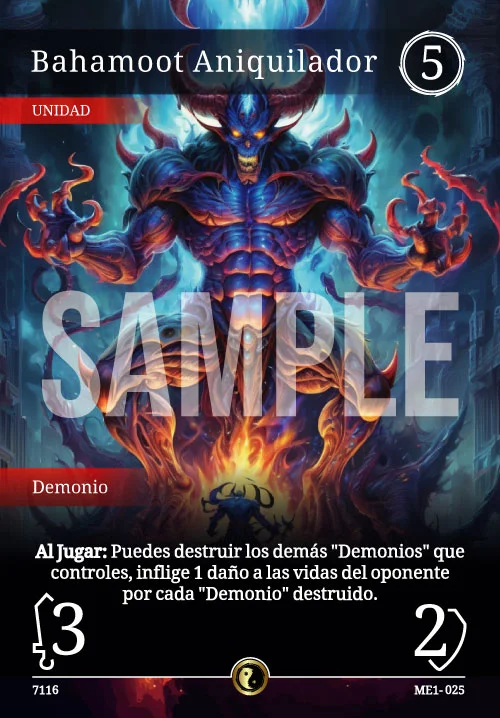 Bahamoot Aniquilador 5
UNIDAD
SAMPLE
Demonio
Al Jugar: Puedes destruir los demás "Demonios" que
controles, inflige 1 daño a las vidas del oponente
por cada "Demonio" destruido.
3 2
7116 ME1-025